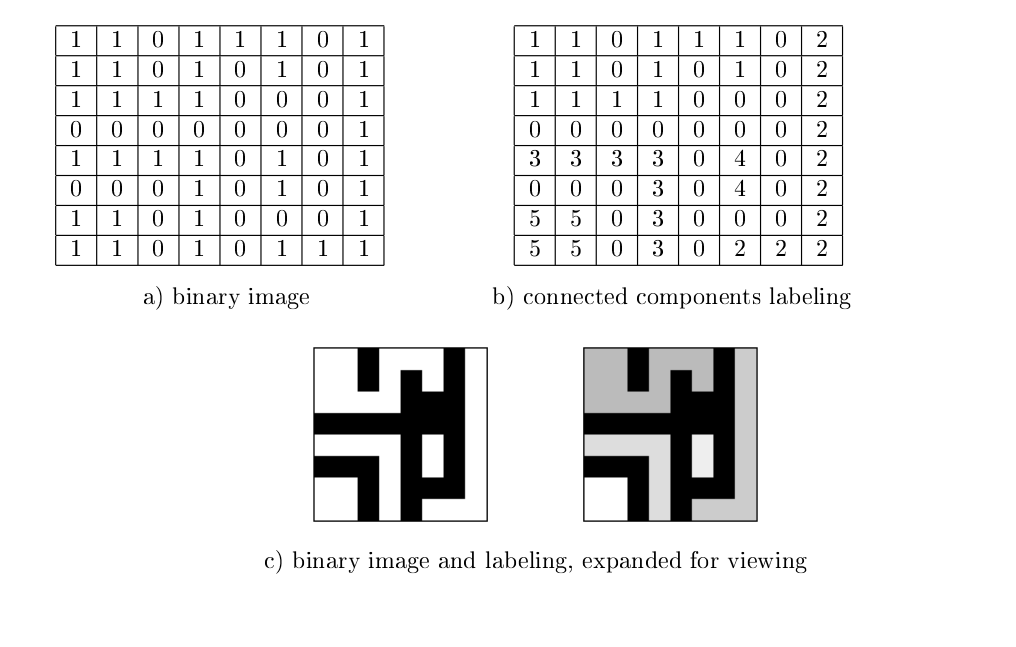 1 1 0 1 1 1 0 1
1 1 0 1 0 1 0 1
1 1 1 1 0 0 0 1
0 0 0 0 0 0 0 1
1 1 1 1 0 1 0 1
0 0 0 1 0 1 0 1
1 1 0 1 0 0 0 1
1 1 0 1 0 1 1 1
a) binary image
1 1 0 1 1 1 0 2
1 1 0 1 0 1 0 2
1 1 1 1 0 0 0 2
0 0 0 0 0 0 0 2
3 3 3 3 0 4 0 2
0 0 0 3 0 4 0 2
5 5 0 3 0 0 0 2
5 5 0 3 0 2 2 2
b) connected components labeling
c) binary image and labeling, expanded for viewing